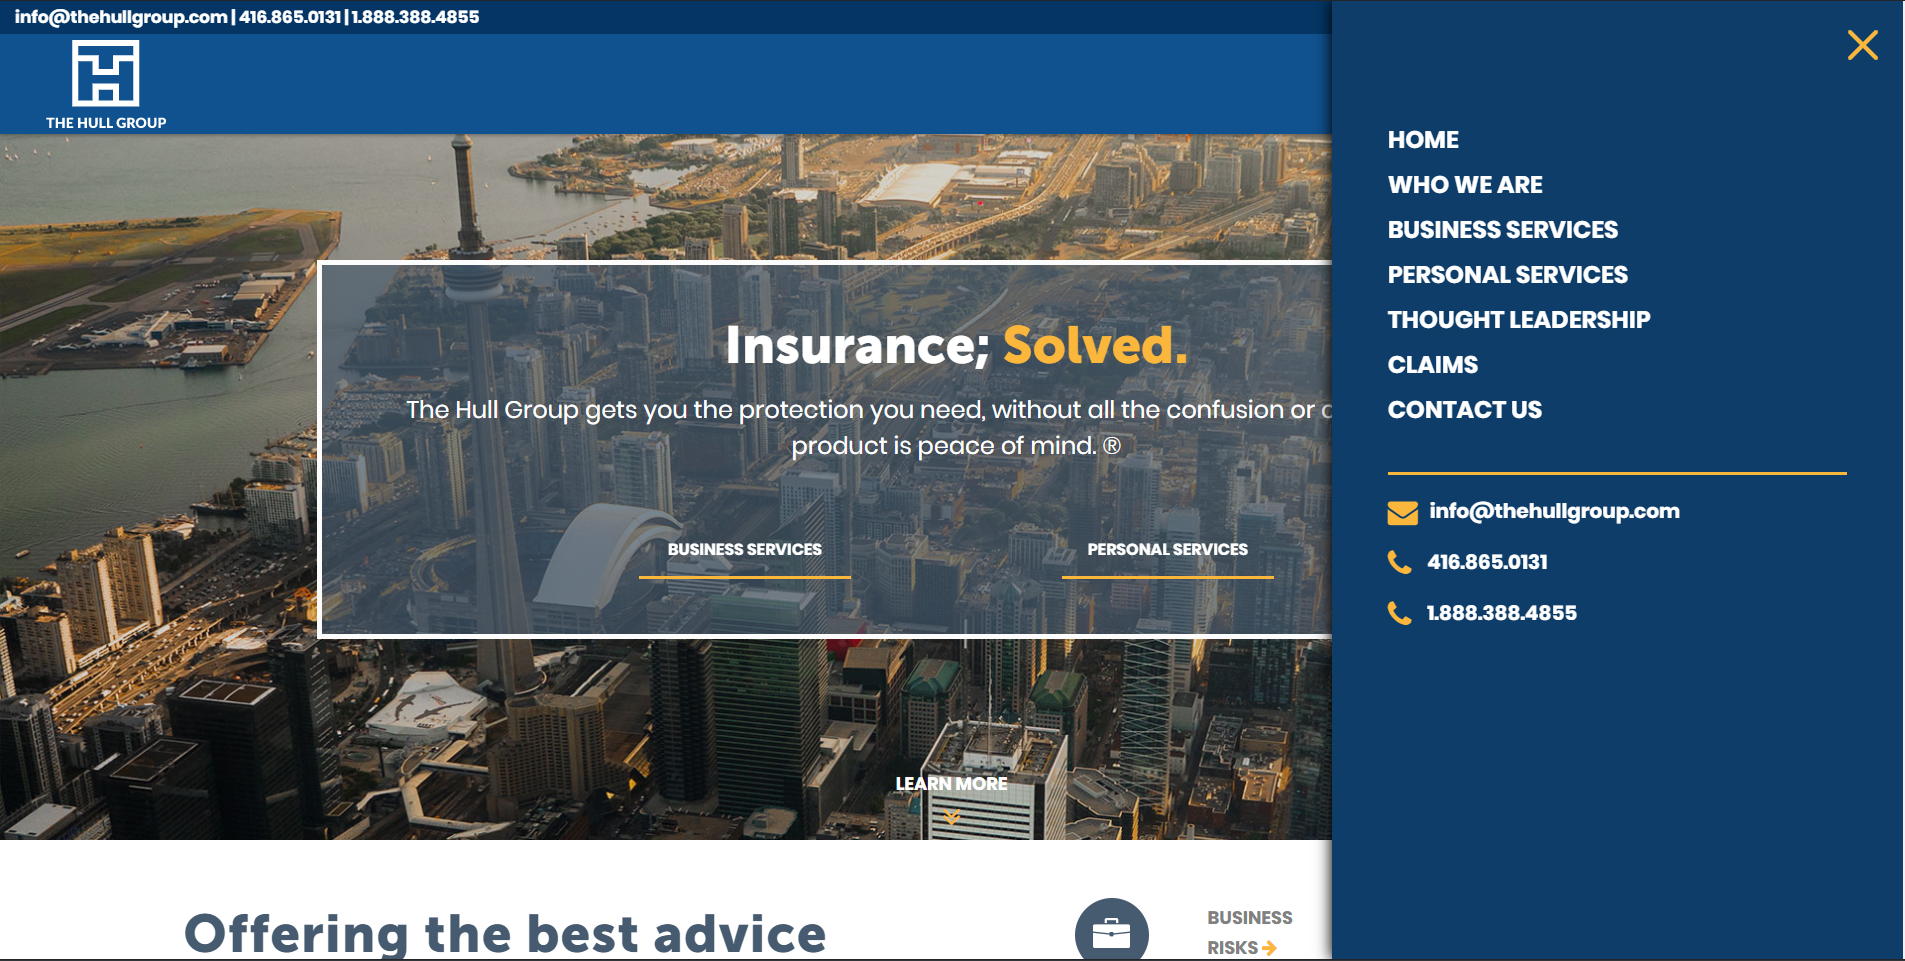 info@thehullgroup.com | 416.865.0131 | 1.888.388.4855
THE HULL GROUP
Insurance; Solved.
The Hull Group gets you the protection you need, without all the confusion or
product is peace of mind. ®
BUSINESS SERVICES
PERSONAL SERVICES
LEARN MORE
Offering the best advice
BUSINESS
RISKS
HOME
WHO WE ARE
BUSINESS SERVICES
PERSONAL SERVICES
THOUGHT LEADERSHIP
CLAIMS
CONTACT US
info@thehullgroup.com
416.865.0131
1.888.388.4855